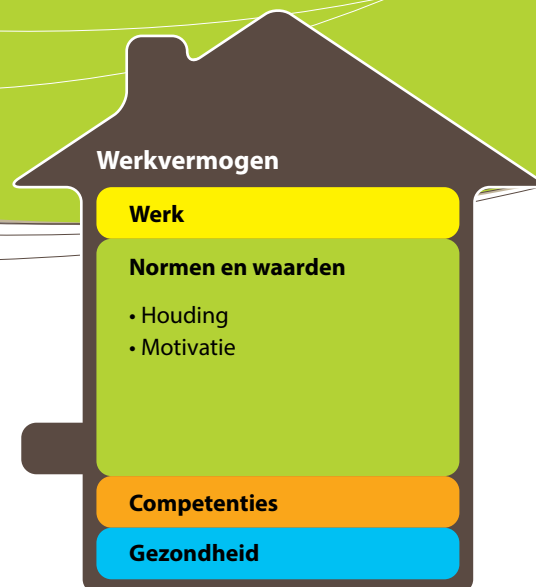 Werkvermogen
Werk
Normen en waarden
• Houding
• Motivatie
Competenties
Gezondheid